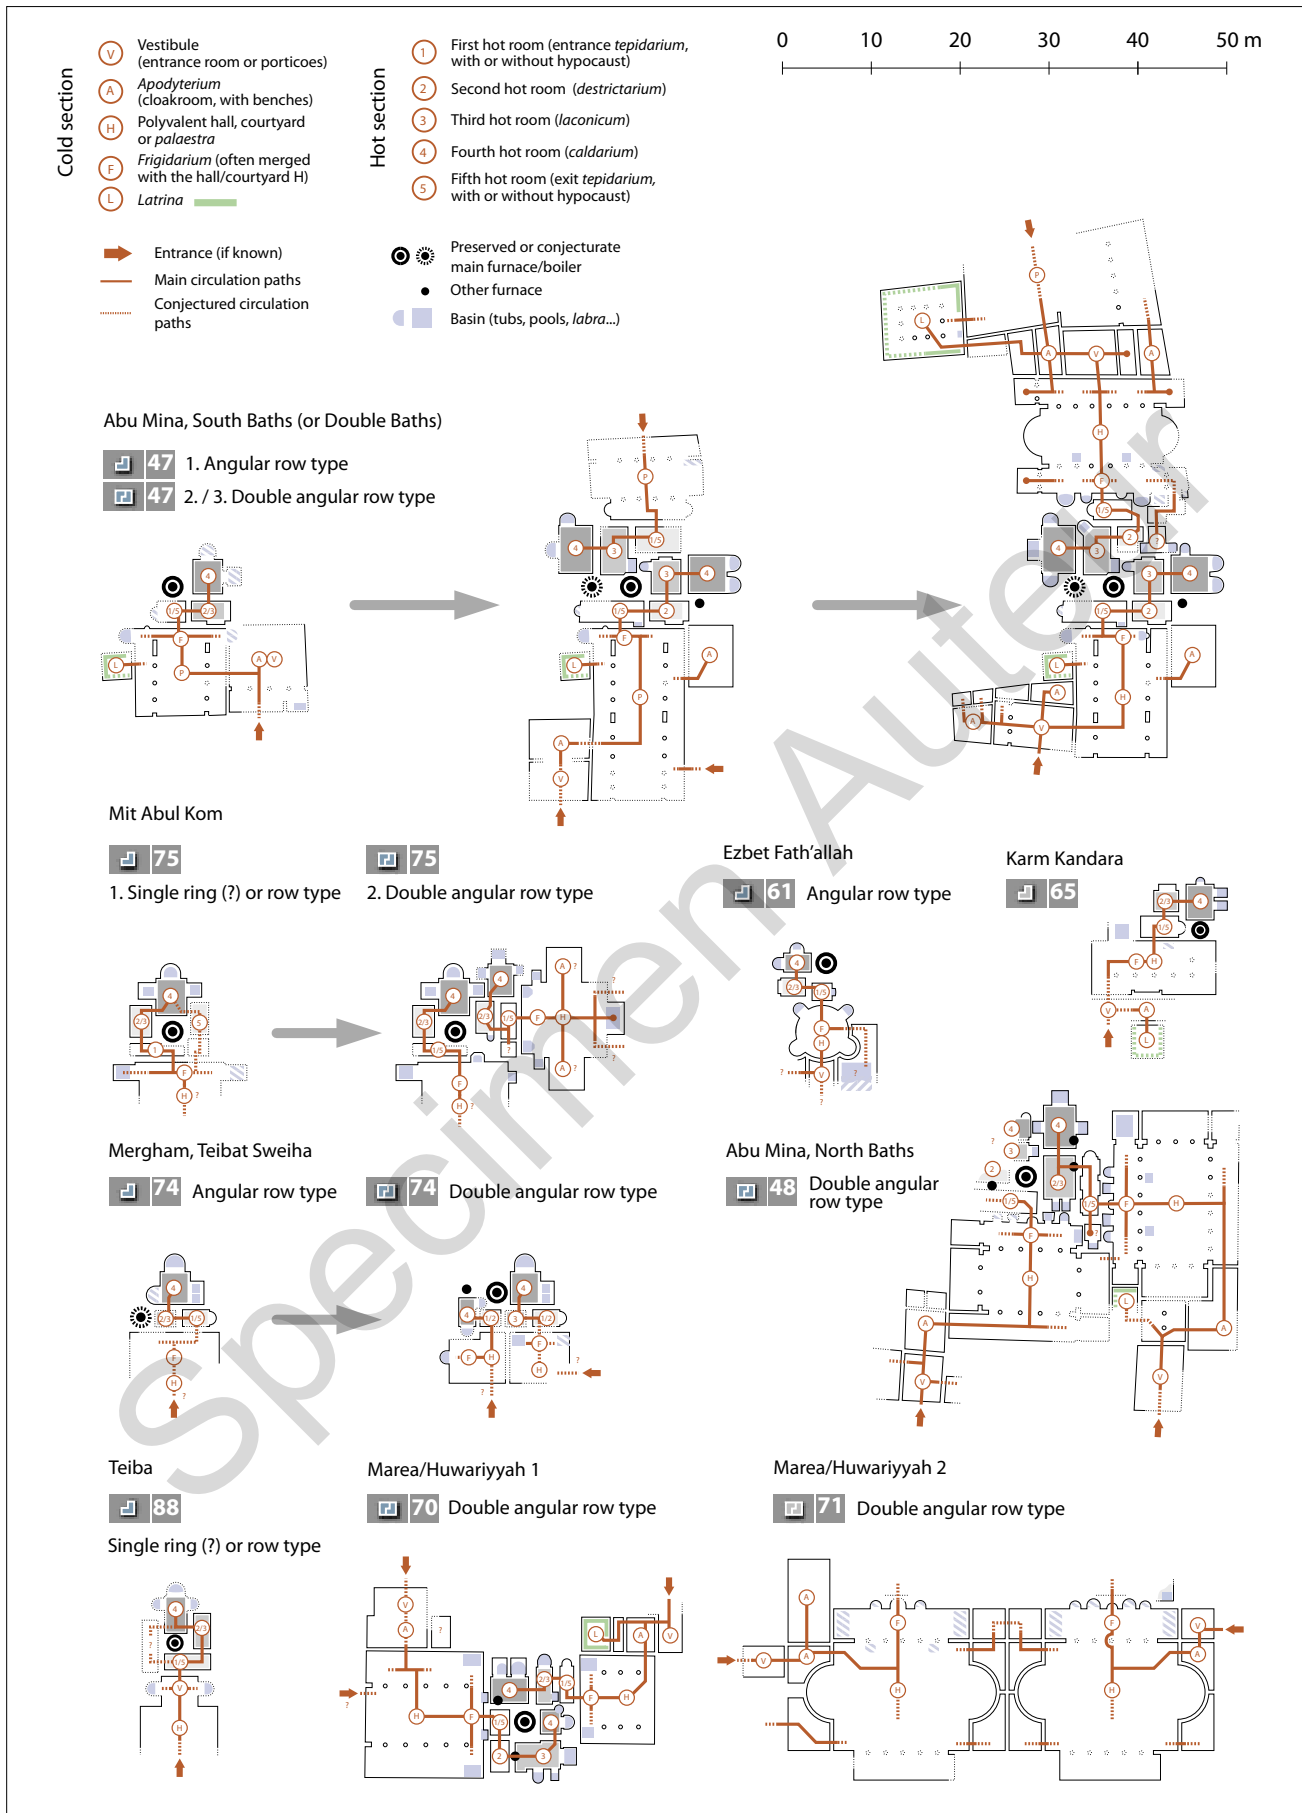 Cold section
V Vestibule
(entrance room or porticoes)
A Apodyterium
(cloakroom, with benches)
H Polyvalent hall, courtyard
or palaestra
F Frigidarium (often merged
with the hall/courtyard H)
L Latrina
Hot section
1 First hot room (entrance tepidarium,
with or without hypocaust)
2 Second hot room (destrictarium)
3 Third hot room (laconicum)
4 Fourth hot room (caldarium)
5 Fifth hot room (exit tepidarium,
with or without hypocaust)
0 10 20 30 40 50 m
Entrance (if known)
Main circulation paths
Conjectured circulation
paths
Preserved or conjecturate
main furnace/boiler
Other furnace
Basin (tubs, pools, labra...)
Abu Mina, South Baths (or Double Baths)
47 1. Angular row type
47 2. / 3. Double angular row type
Mit Abul Kom
75
1. Single ring (?) or row type
75
2. Double angular row type
Ezbet Fath'allah
61 Angular row type
Karm Kandara
65
Mergham, Teibat Sweiha
74 Angular row type
74 Double angular row type
Abu Mina, North Baths
48 Double angular
row type
Teiba
88
Single ring (?) or row type
Marea/Huwariyyah 1
70 Double angular row type
Marea/Huwariyyah 2
71 Double angular row type
Specimen Auteur